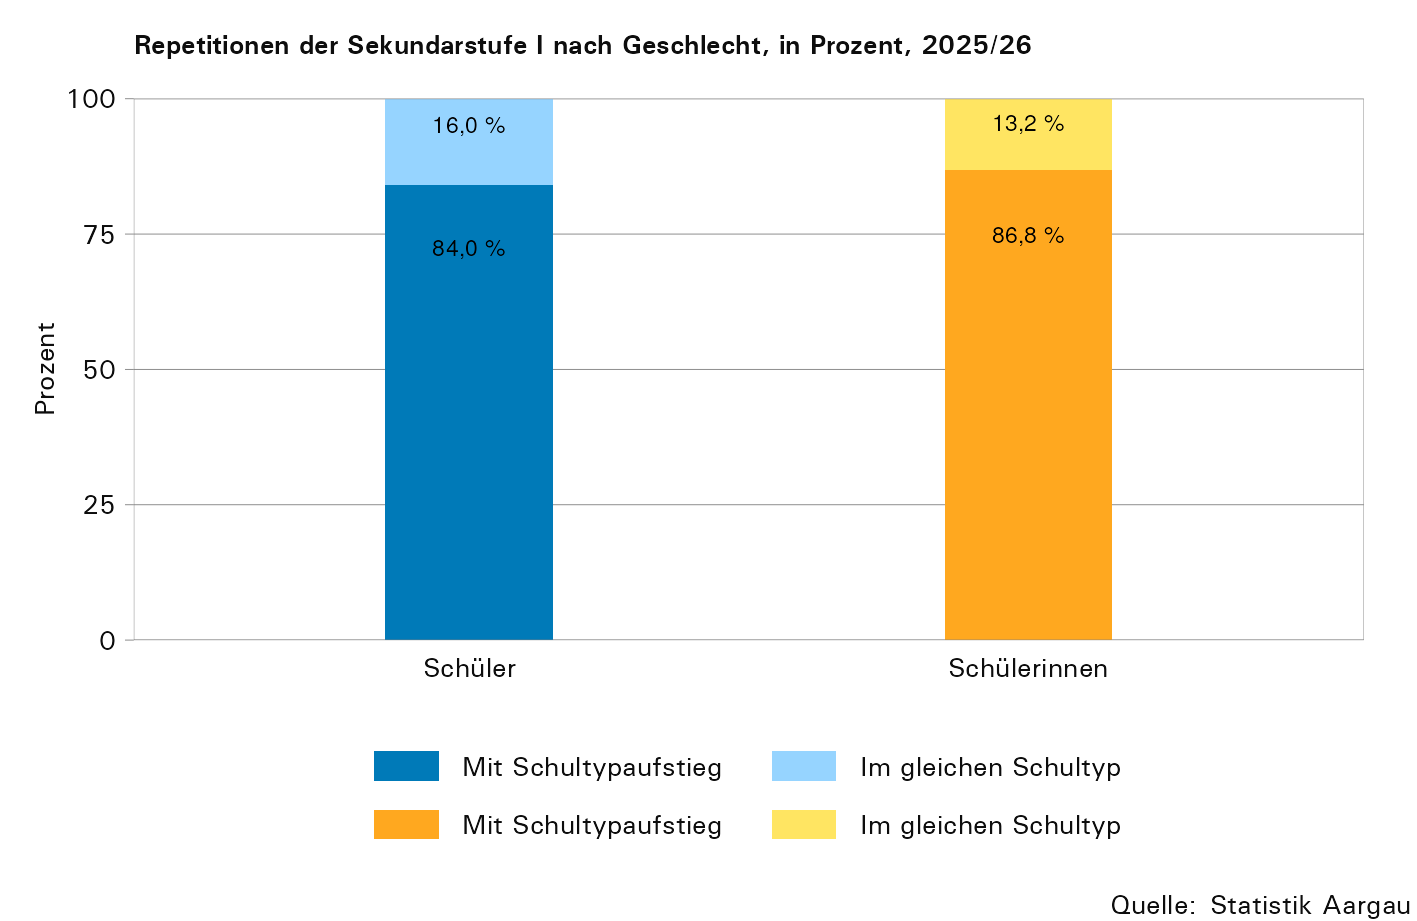 Repetitionen der Sekundarstufe I nach Geschlecht, in Prozent, 2025/26
100
75
50
25
0
Prozent
16,0 %
84,0 %
13,2 %
86,8 %
Schüler
Schülerinnen
Mit Schultypaufstieg
Im gleichen Schultyp
Mit Schultypaufstieg
Im gleichen Schultyp
Quelle: Statistik Aargau